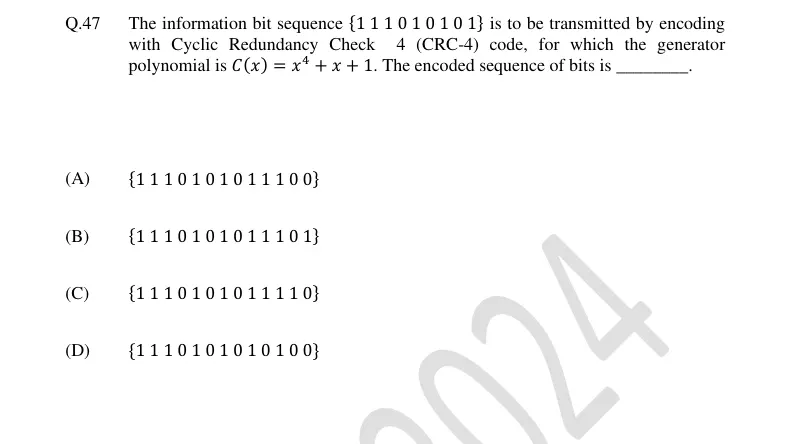 Q.47 The information bit sequence {1 1 1 0 1 0 1 0 1} is to be transmitted by encoding
with Cyclic Redundancy Check 4 (CRC-4) code, for which the generator
polynomial is C(x) = x⁴ + x + 1. The encoded sequence of bits is ________.
(A) {1 1 1 0 1 0 1 0 1 1 1 0 0}
(B) {1 1 1 0 1 0 1 0 1 1 1 0 1}
(C) {1 1 1 0 1 0 1 0 1 1 1 1 0}
(D) {1 1 1 0 1 0 1 0 1 0 1 0 0}
2024